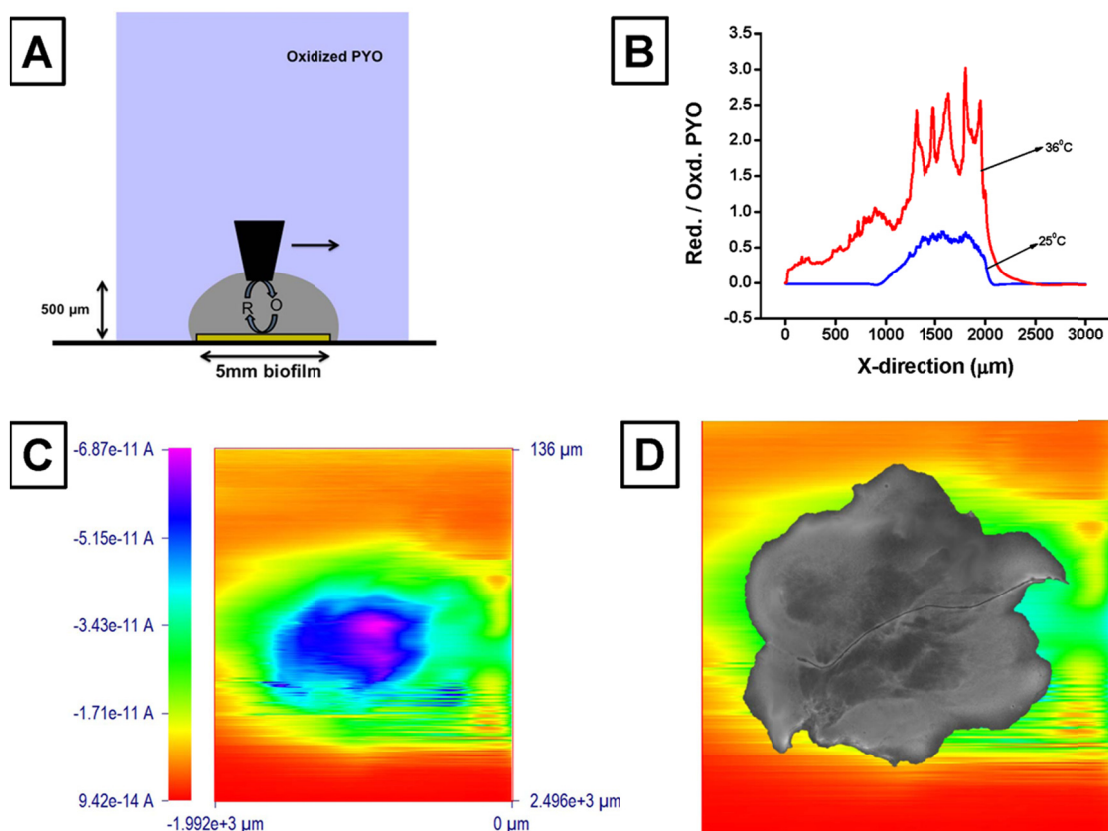 A
Oxidized PYO
500 µm
R
O
5mm biofilm
B
Red. / Oxd. PYO
3.5
3.0
2.5
2.0
1.5
1.0
0.5
0.0
-0.5
36⁰C
25⁰C
0
500
1000
1500
2000
2500
3000
X-direction (µm)
C
-6.87e-11 A
-5.15e-11 A
-3.43e-11 A
-1.71e-11 A
9.42e-14 A
136 µm
2.496e+3 µm
-1.992e+3 µm
0 µm
D